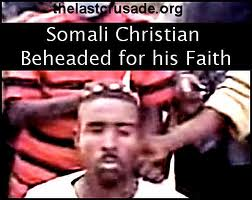 thelastcrusade.org
Somali Christian
Beheaded for his Faith